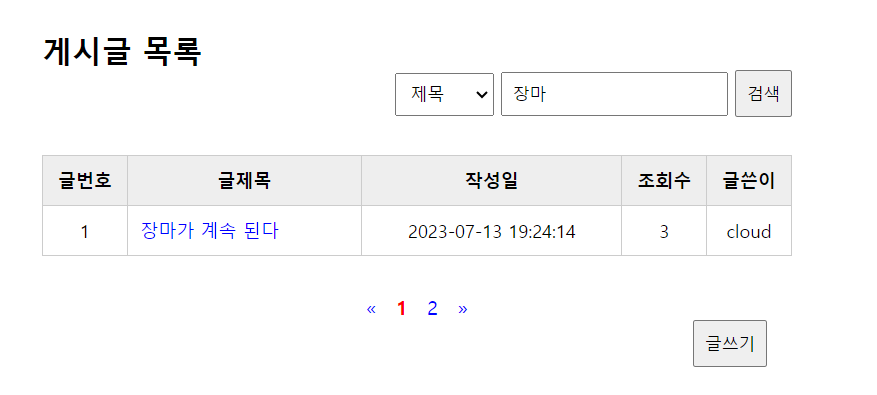 게시글 목록
제목 장마 검색
글번호 글제목 작성일 조회수 글쓴이
1 장마가 계속 된다 2023-07-13 19:24:14 3 cloud
« 1 2 »
글쓰기